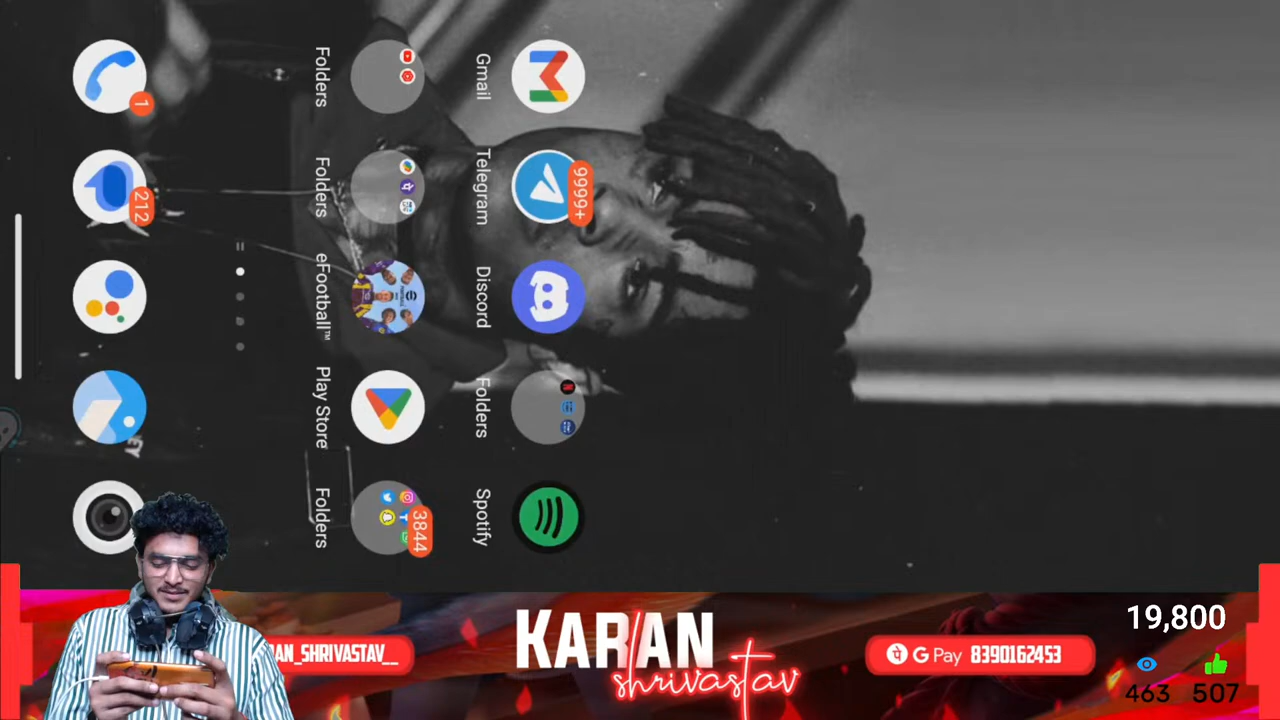 Gmail
Telegram
9999+
Discord
Folders
Spotify
Folders
Folders
eFootball™
Play Store
Folders
3844
1
212
AN_SHRIVASTAV__
KARAN
shrivastav
पे G Pay 8390162453
19,800
463 507